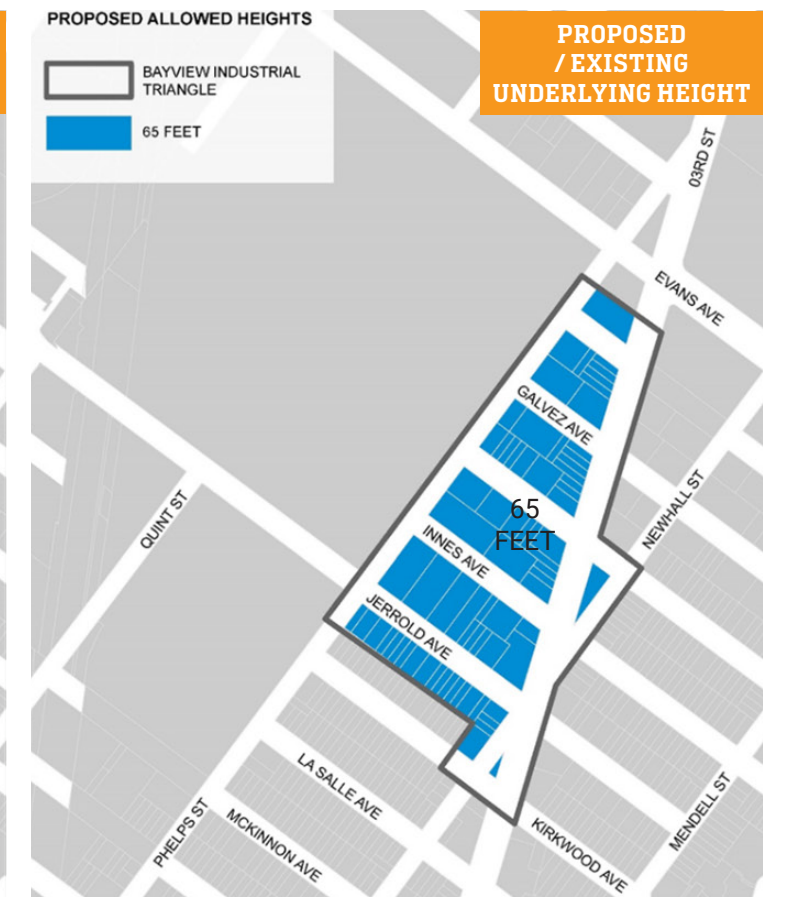 PROPOSED ALLOWED HEIGHTS
BAYVIEW INDUSTRIAL
TRIANGLE
65 FEET
PROPOSED
/ EXISTING
UNDERLYING HEIGHT
03RD ST
EVANS AVE
GALVEZ AVE
NEWHALL ST
65
FEET
QUINT ST
INNES AVE
JERROLD AVE
LA SALLE AVE
PHELPS ST
MCKINNON AVE
MENDELL ST
KIRKWOOD AVE